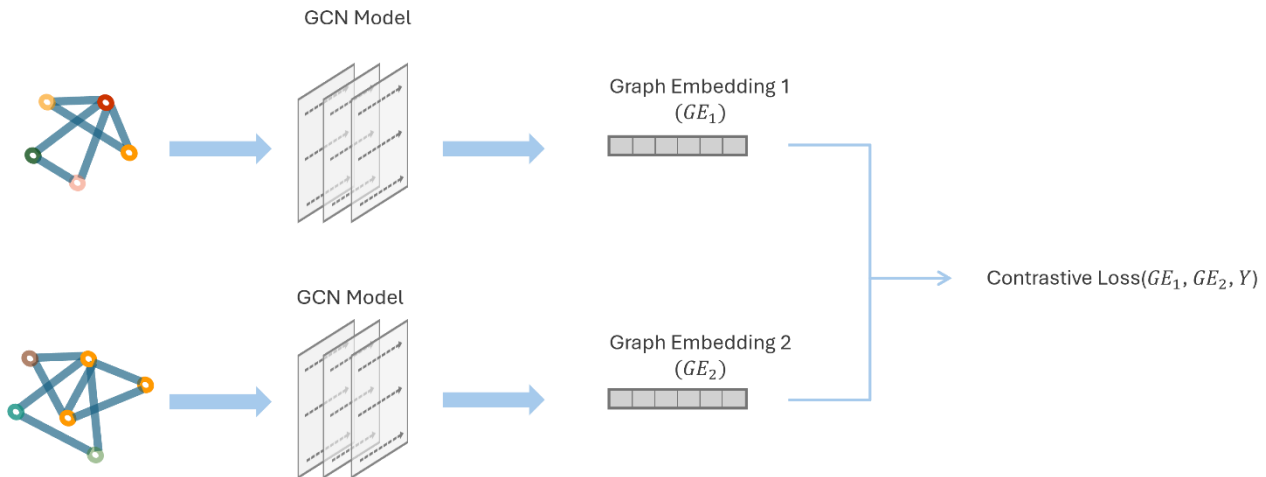 GCN Model
Graph Embedding 1
(GE₁)
GCN Model
Graph Embedding 2
(GE₂)
Contrastive Loss(GE₁, GE₂, Y)